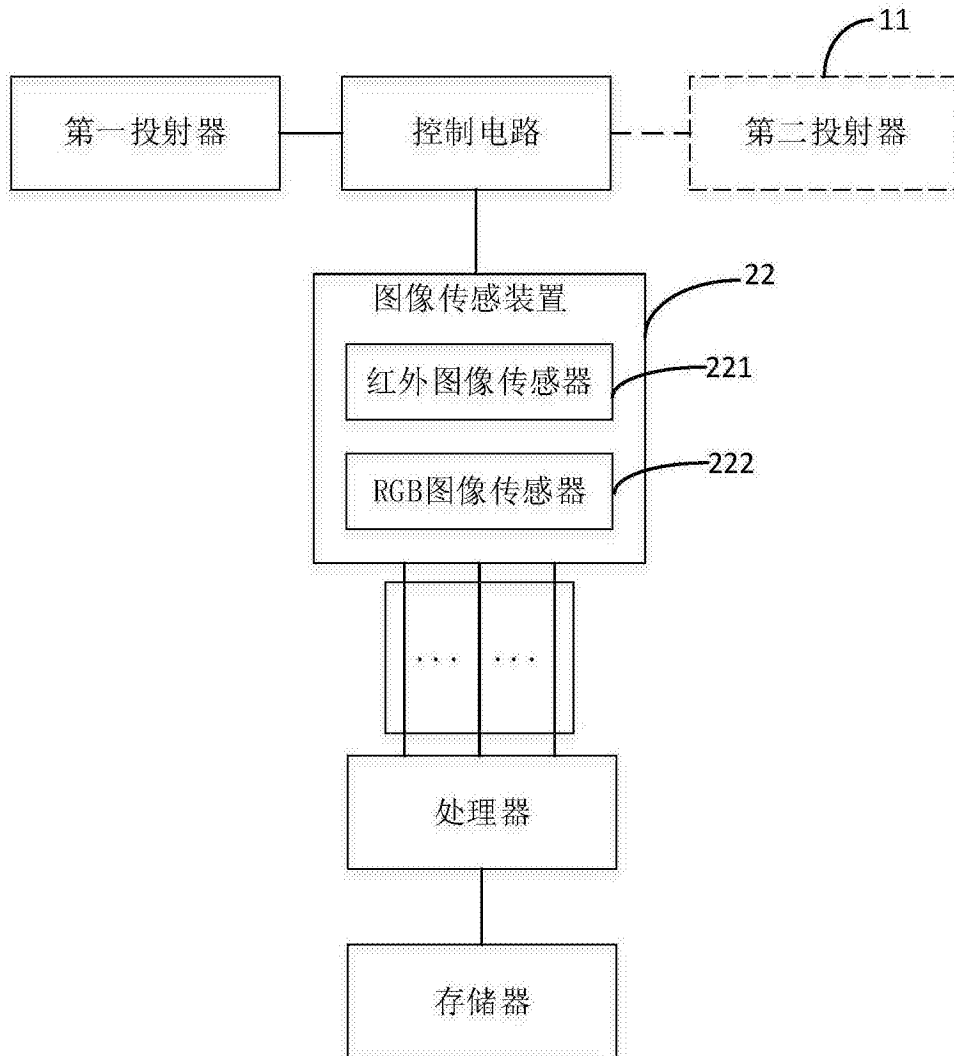 11
第一投射器
控制电路
第二投射器
22
图像传感装置
221
红外图像传感器
222
RGB图像传感器
... ...
处理器
存储器